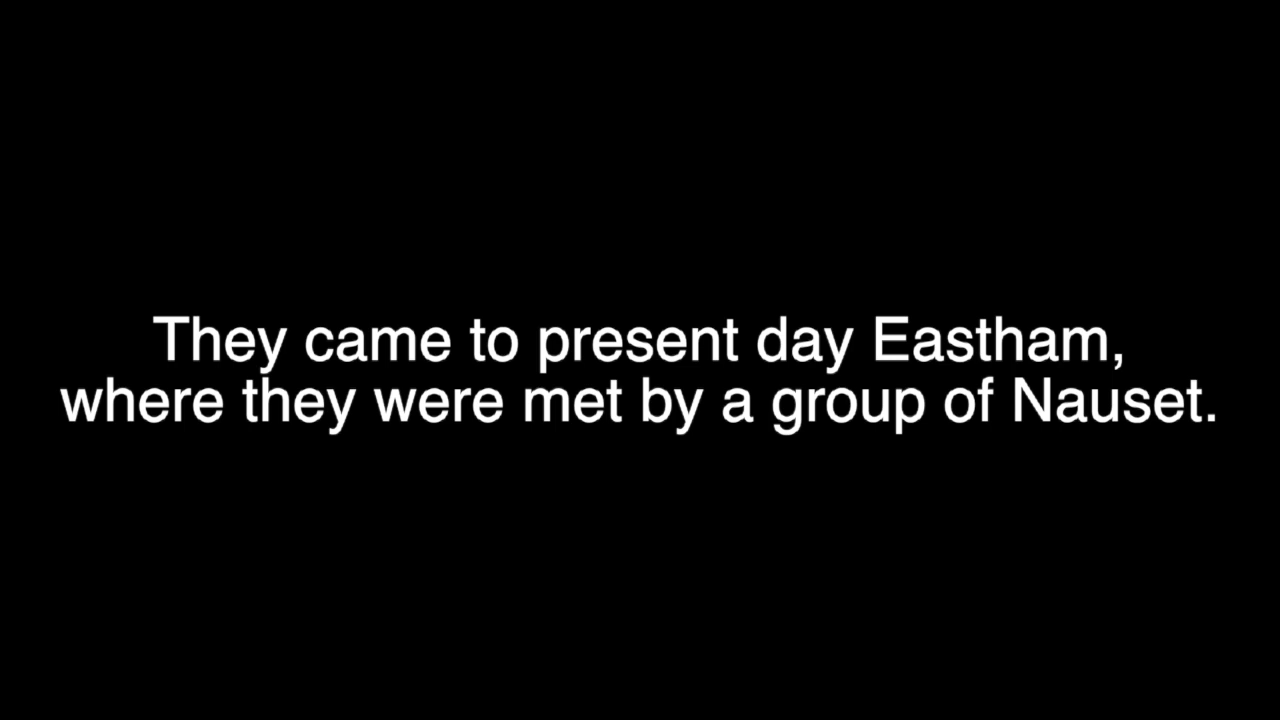 They came to present day Eastham,
where they were met by a group of Nauset.